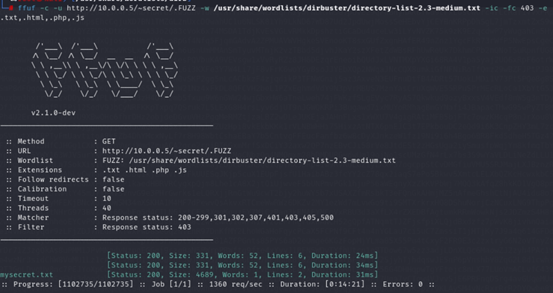 ffuf -c -u http://10.0.0.5/~secret/.FUZZ -w /usr/share/wordlists/dirbuster/directory-list-2.3-medium.txt -ic -fc 403 -e
.txt,.html,.php,.js
v2.1.0-dev
:: Method : GET
:: URL : http://10.0.0.5/~secret/.FUZZ
:: Wordlist : FUZZ: /usr/share/wordlists/dirbuster/directory-list-2.3-medium.txt
:: Extensions : .txt .html .php .js
:: Follow redirects : false
:: Calibration : false
:: Timeout : 10
:: Threads : 40
:: Matcher : Response status: 200-299,301,302,307,401,403,405,500
:: Filter : Response status: 403
[Status: 200, Size: 331, Words: 52, Lines: 6, Duration: 24ms]
[Status: 200, Size: 331, Words: 52, Lines: 6, Duration: 34ms]
mysecret.txt [Status: 200, Size: 4689, Words: 1, Lines: 2, Duration: 31ms]
:: Progress: [1102735/1102735] :: Job [1/1] :: 1360 req/sec :: Duration: [0:14:21] :: Errors: 0 ::